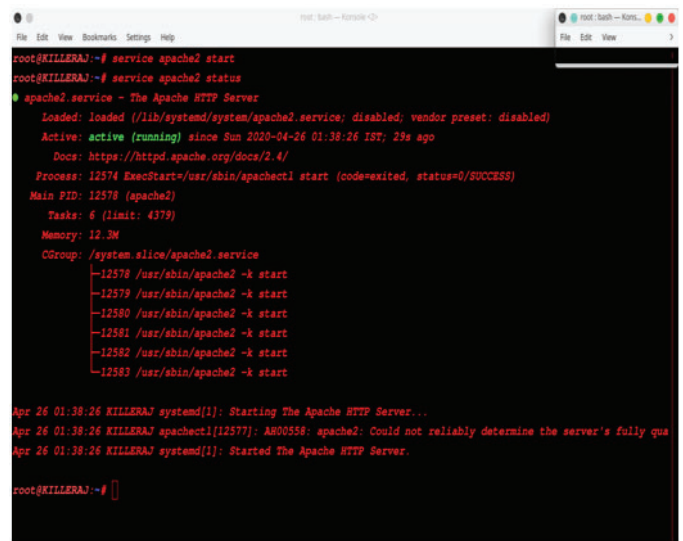 root : bash — Konsole <2>
File Edit View Bookmarks Settings Help
root : bash — Kons...
File Edit View
root@KILLERAJ:~# service apache2 start
root@KILLERAJ:~# service apache2 status
● apache2.service - The Apache HTTP Server
Loaded: loaded (/lib/systemd/system/apache2.service; disabled; vendor preset: disabled)
Active: active (running) since Sun 2020-04-26 01:38:26 IST; 29s ago
Docs: https://httpd.apache.org/docs/2.4/
Process: 12574 ExecStart=/usr/sbin/apachectl start (code=exited, status=0/SUCCESS)
Main PID: 12578 (apache2)
Tasks: 6 (limit: 4379)
Memory: 12.3M
CGroup: /system.slice/apache2.service
├─12578 /usr/sbin/apache2 -k start
├─12579 /usr/sbin/apache2 -k start
├─12580 /usr/sbin/apache2 -k start
├─12581 /usr/sbin/apache2 -k start
├─12582 /usr/sbin/apache2 -k start
└─12583 /usr/sbin/apache2 -k start
Apr 26 01:38:26 KILLERAJ systemd[1]: Starting The Apache HTTP Server...
Apr 26 01:38:26 KILLERAJ apachectl[12577]: AH00558: apache2: Could not reliably determine the server's fully qua
Apr 26 01:38:26 KILLERAJ systemd[1]: Started The Apache HTTP Server.
root@KILLERAJ:~#